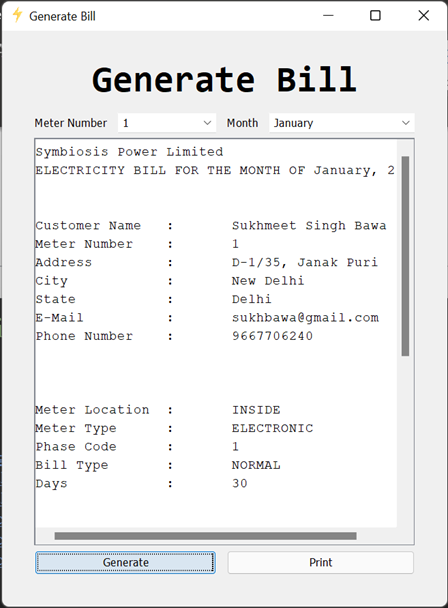 Generate Bill
Generate Bill
Meter Number 1 Month January
Symbiosis Power Limited
ELECTRICITY BILL FOR THE MONTH OF January, 2
Customer Name : Sukhmeet Singh Bawa
Meter Number : 1
Address : D-1/35, Janak Puri
City : New Delhi
State : Delhi
E-Mail : sukhbawa@gmail.com
Phone Number : 9667706240
Meter Location : INSIDE
Meter Type : ELECTRONIC
Phase Code : 1
Bill Type : NORMAL
Days : 30
Generate Print